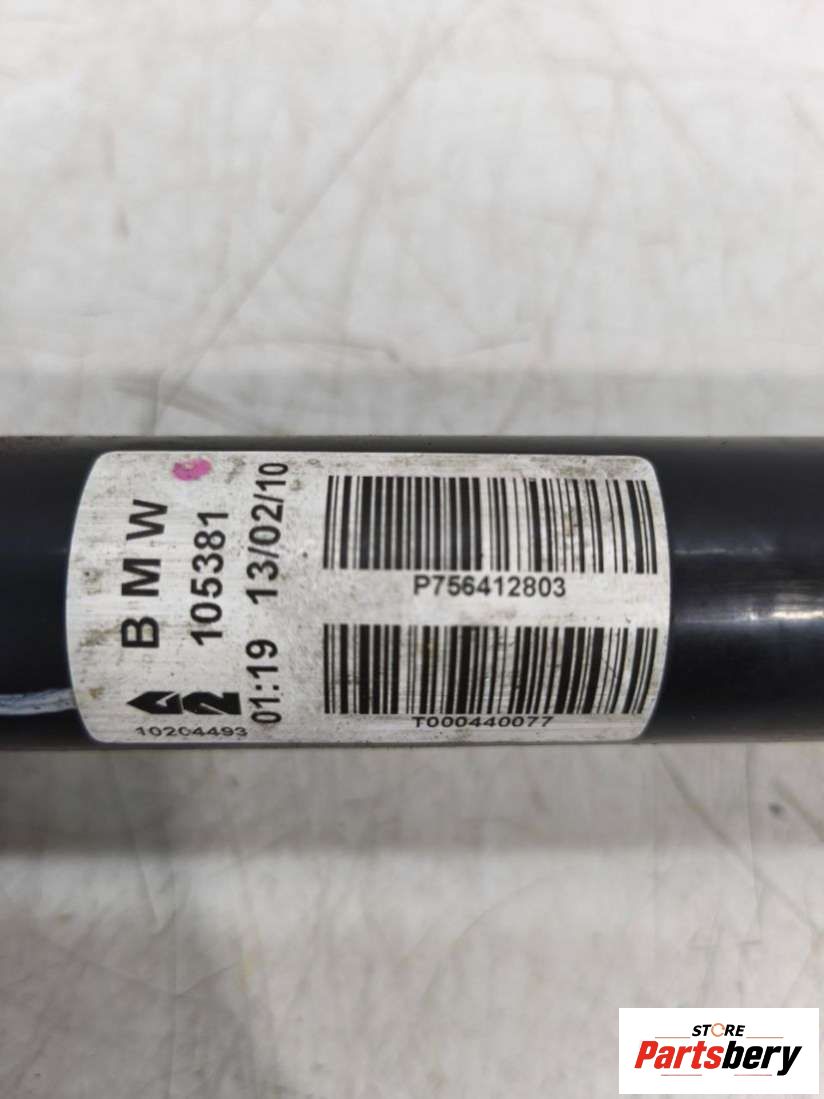 BMW
105381
01:19 13/02/10
10204493
P756412803
T000440077
STORE
Partsbery